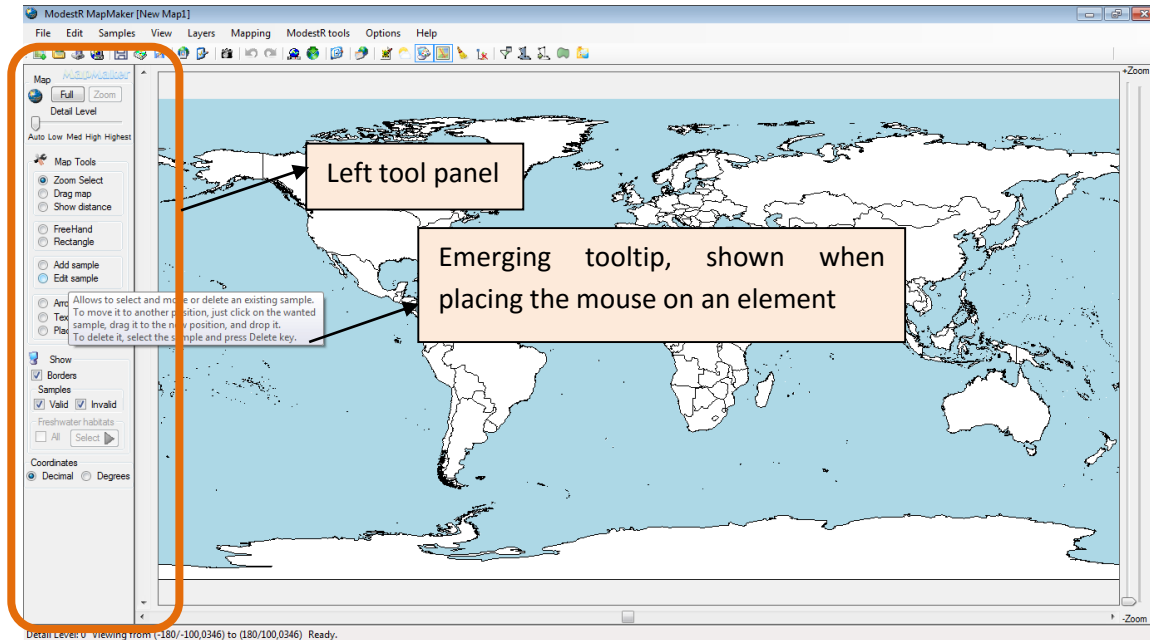 ModestR MapMaker [New Map1]
File Edit Samples View Layers Mapping ModestR tools Options Help
Map MapMaker
Full Zoom
Detail Level
Auto Low Med High Highest
Map Tools
Zoom Select
Drag map
Show distance
FreeHand
Rectangle
Add sample
Edit sample
Allows to select and move or delete an existing sample.
To move it to another position, just click on the wanted
sample, drag it to the new position, and drop it.
To delete it, select the sample and press Delete key.
Show
Borders
Samples
Valid Invalid
Freshwater habitats
All Select
Coordinates
Decimal Degrees
Left tool panel
Emerging tooltip, shown when
placing the mouse on an element
+Zoom
-Zoom
Detail Level: 0 Viewing from (-180/-100,0346) to (180/100,0346) Ready.